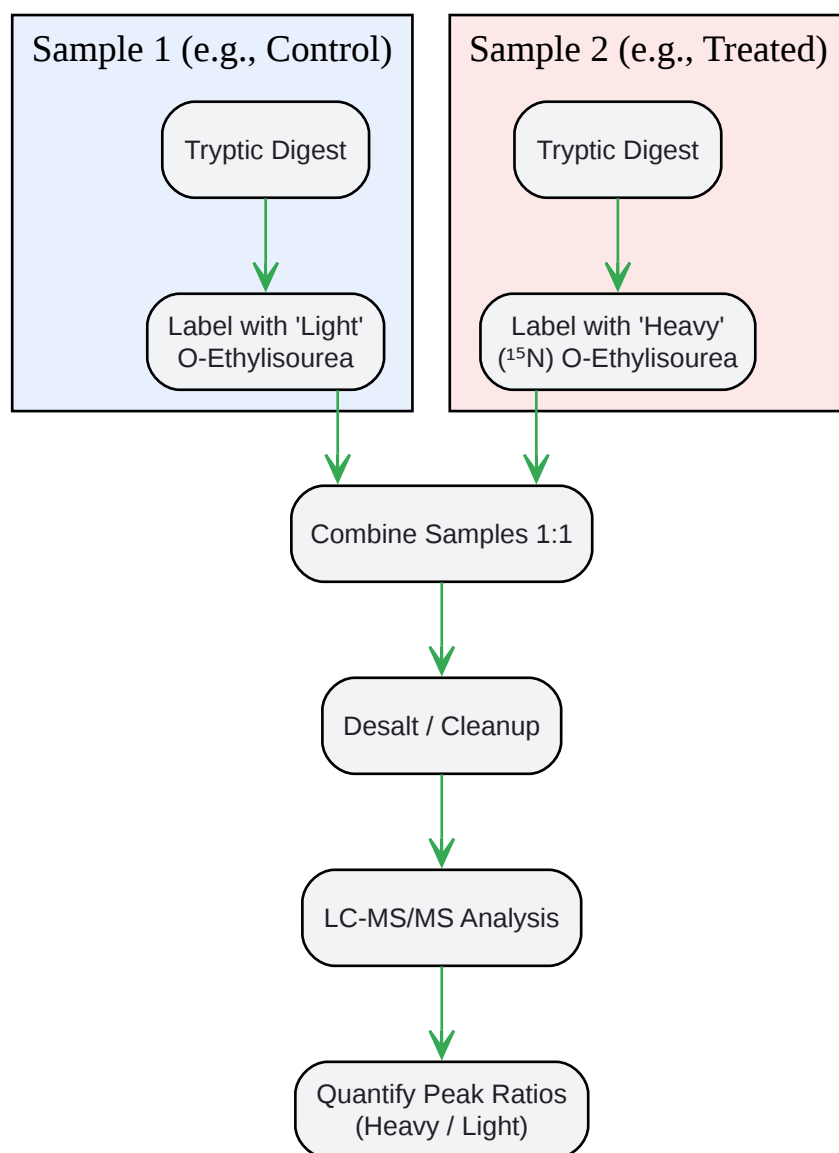 Sample 1 (e.g., Control)
Tryptic Digest
Label with 'Light'
O-Ethylisourea
Sample 2 (e.g., Treated)
Tryptic Digest
Label with 'Heavy'
(¹⁵N) O-Ethylisourea
Combine Samples 1:1
Desalt / Cleanup
LC-MS/MS Analysis
Quantify Peak Ratios
(Heavy / Light)